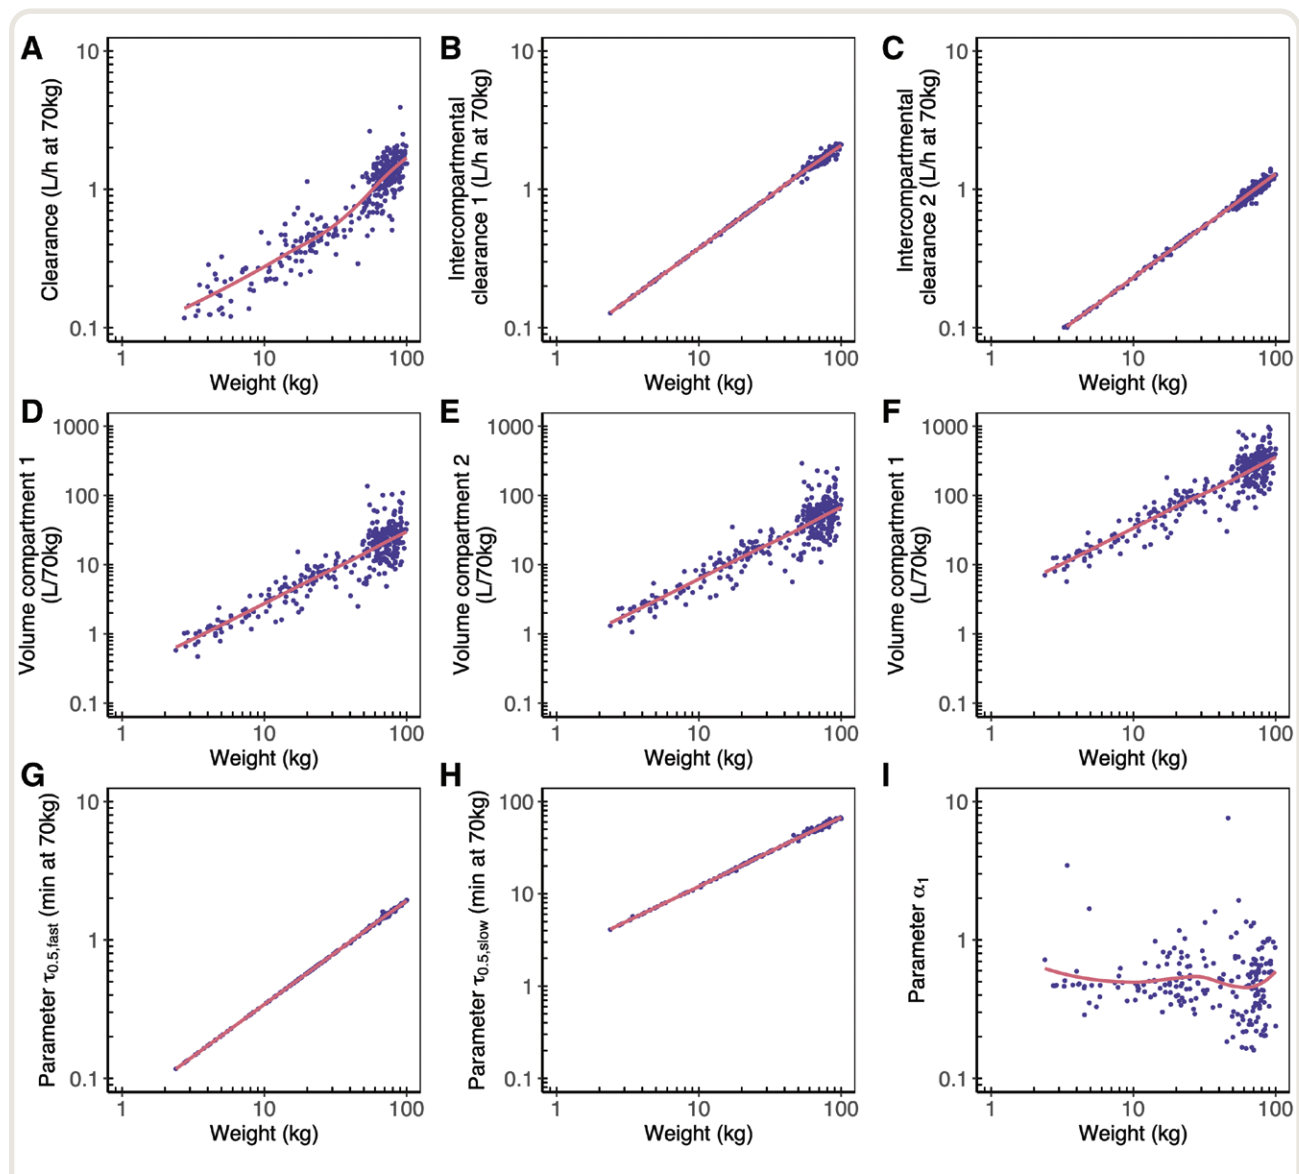 A
B
C
Clearance (L/h at 70kg)
10
1
0.1
1
10
100
Weight (kg)
Intercompartmental
clearance 1 (L/h at 70kg)
10
1
0.1
1
10
100
Weight (kg)
Intercompartmental
clearance 2 (L/h at 70kg)
10
1
0.1
1
10
100
Weight (kg)
D
E
F
Volume compartment 1
(L/70kg)
1000
100
10
1
0.1
1
10
100
Weight (kg)
Volume compartment 2
(L/70kg)
1000
100
10
1
0.1
1
10
100
Weight (kg)
Volume compartment 1
(L/70kg)
1000
100
10
1
0.1
1
10
100
Weight (kg)
G
H
I
Parameter τ0.5,fast (min at 70kg)
10
1
0.1
1
10
100
Weight (kg)
Parameter τ0.5,slow (min at 70kg)
100
10
1
0.1
1
10
100
Weight (kg)
Parameter α1
10
1
0.1
1
10
100
Weight (kg)